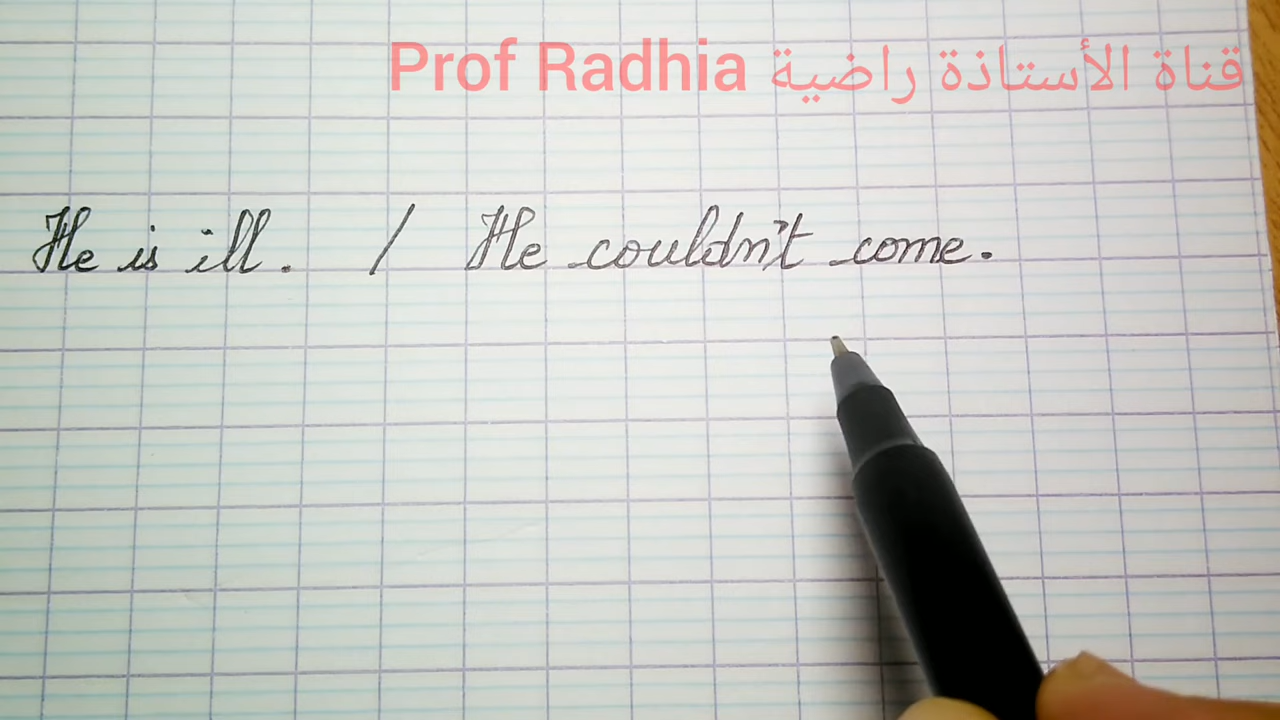 Prof Radhia قناة الأستاذة راضية
He is ill. / He couldn't come.